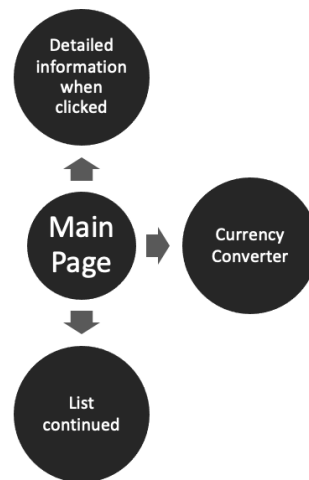 Detailed
information
when
clicked
Main
Page
Currency
Converter
List
continued